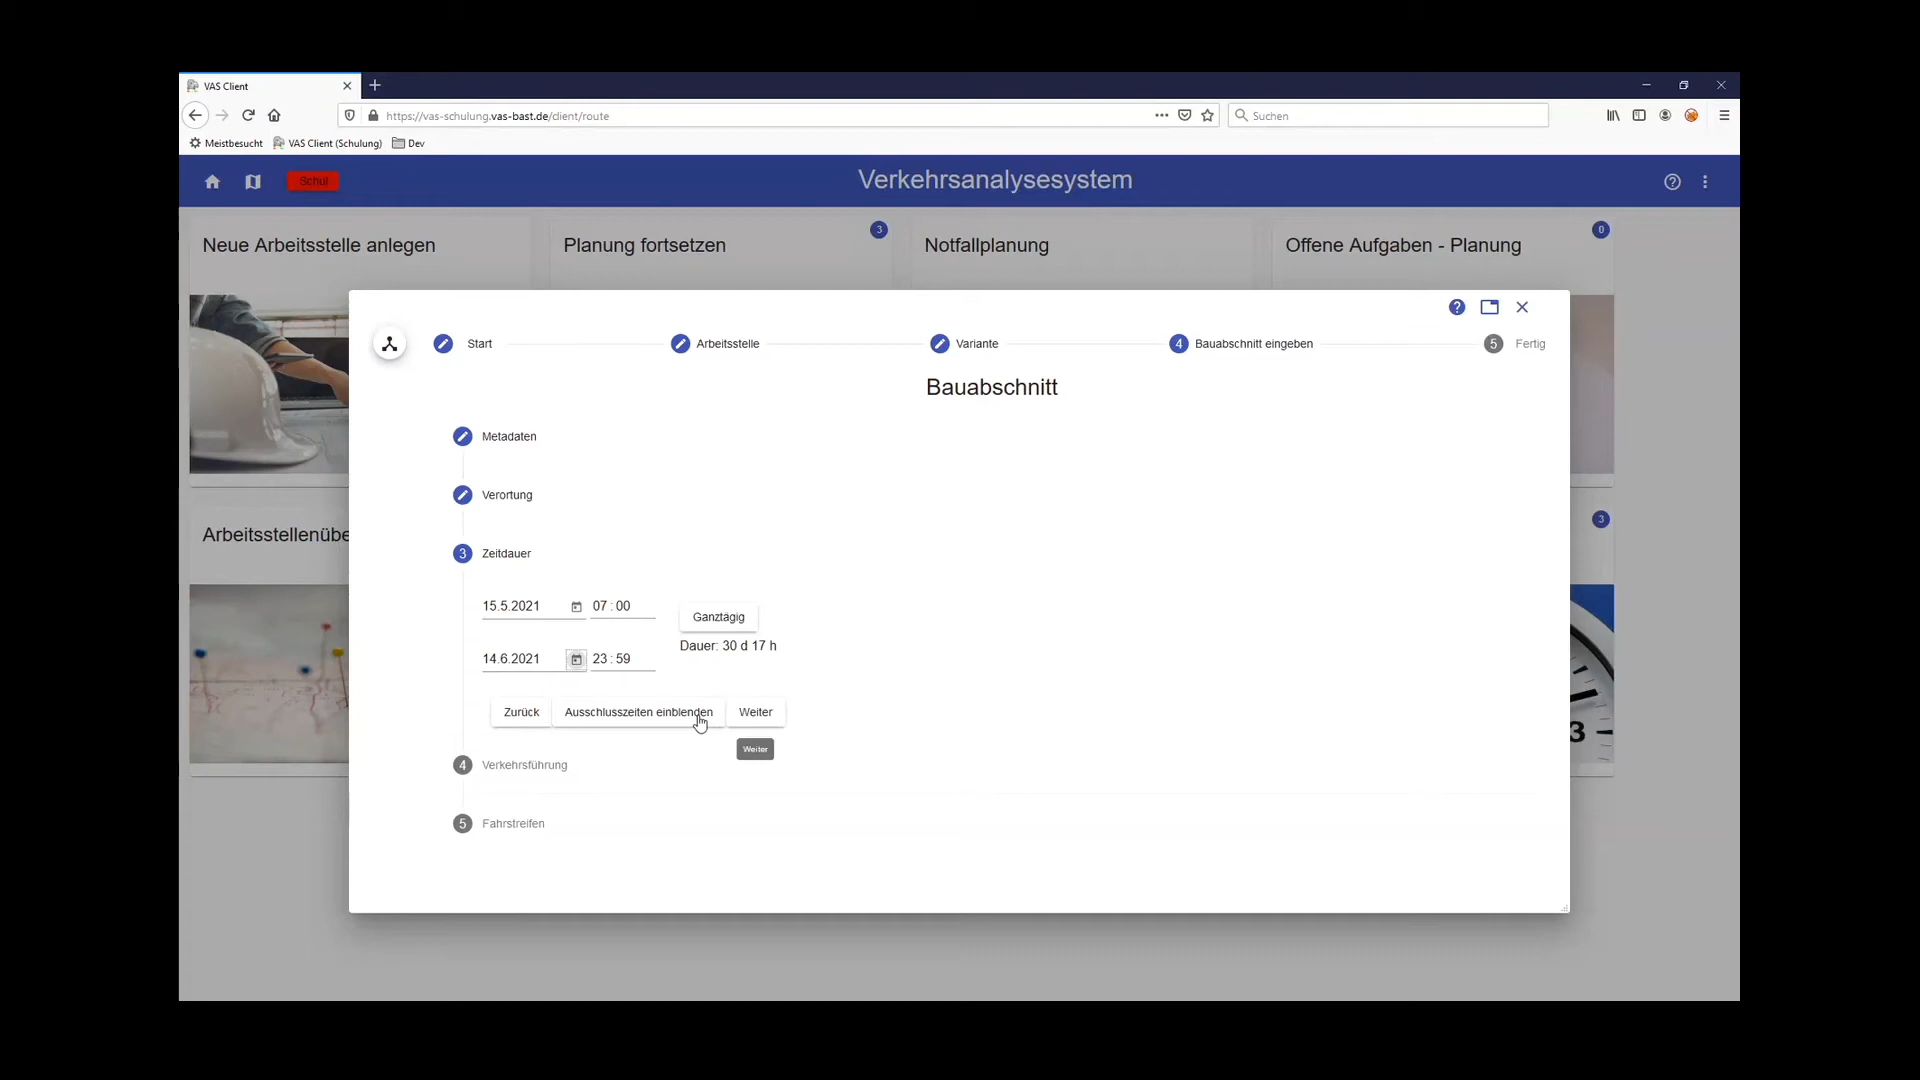 VAS Client
https://vas-schulung.vas-bast.de/client/route
Suchen
Meistbesucht
VAS Client (Schulung)
Dev
Schul
Verkehrsanalysesystem
Neue Arbeitsstelle anlegen
Planung fortsetzen
3
Notfallplanung
Offene Aufgaben - Planung
0
Start
Arbeitsstelle
Variante
4 Bauabschnitt eingeben
5 Fertig
Bauabschnitt
Metadaten
Verortung
Arbeitsstellenübe
3
3 Zeitdauer
15.5.2021 07 : 00
Ganztägig
Dauer: 30 d 17 h
14.6.2021 23 : 59
Zurück
Ausschlusszeiten einblenden
Weiter
Weiter
3
4 Verkehrsführung
5 Fahrstreifen